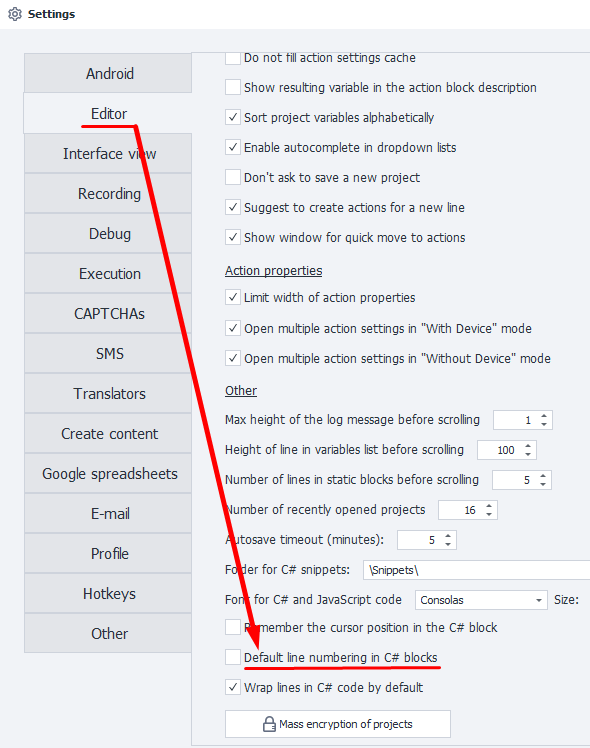 Settings
Android
Editor
Interface view
Recording
Debug
Execution
CAPTCHAs
SMS
Translators
Create content
Google spreadsheets
E-mail
Profile
Hotkeys
Other
Do not fill action settings cache
Show resulting variable in the action block description
Sort project variables alphabetically
Enable autocomplete in dropdown lists
Don't ask to save a new project
Suggest to create actions for a new line
Show window for quick move to actions
Action properties
Limit width of action properties
Open multiple action settings in "With Device" mode
Open multiple action settings in "Without Device" mode
Other
Max height of the log message before scrolling 1
Height of line in variables list before scrolling 100
Number of lines in static blocks before scrolling 5
Number of recently opened projects 16
Autosave timeout (minutes): 5
Folder for C# snippets: \Snippets\
Font for C# and JavaScript code Consolas Size:
Remember the cursor position in the C# block
Default line numbering in C# blocks
Wrap lines in C# code by default
Mass encryption of projects